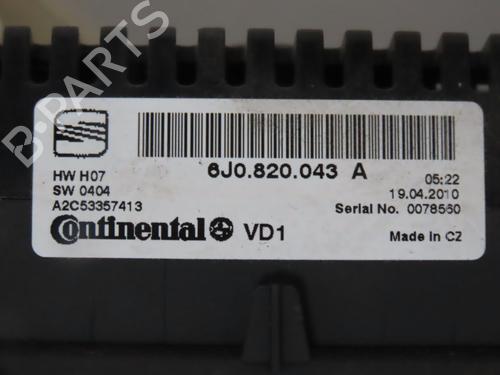 B-PARTS
6J0.820.043 A
HW H07
SW 0404
A2C53357413
05:22
19.04.2010
Serial No. 0078560
Continental VD1
Made in CZ